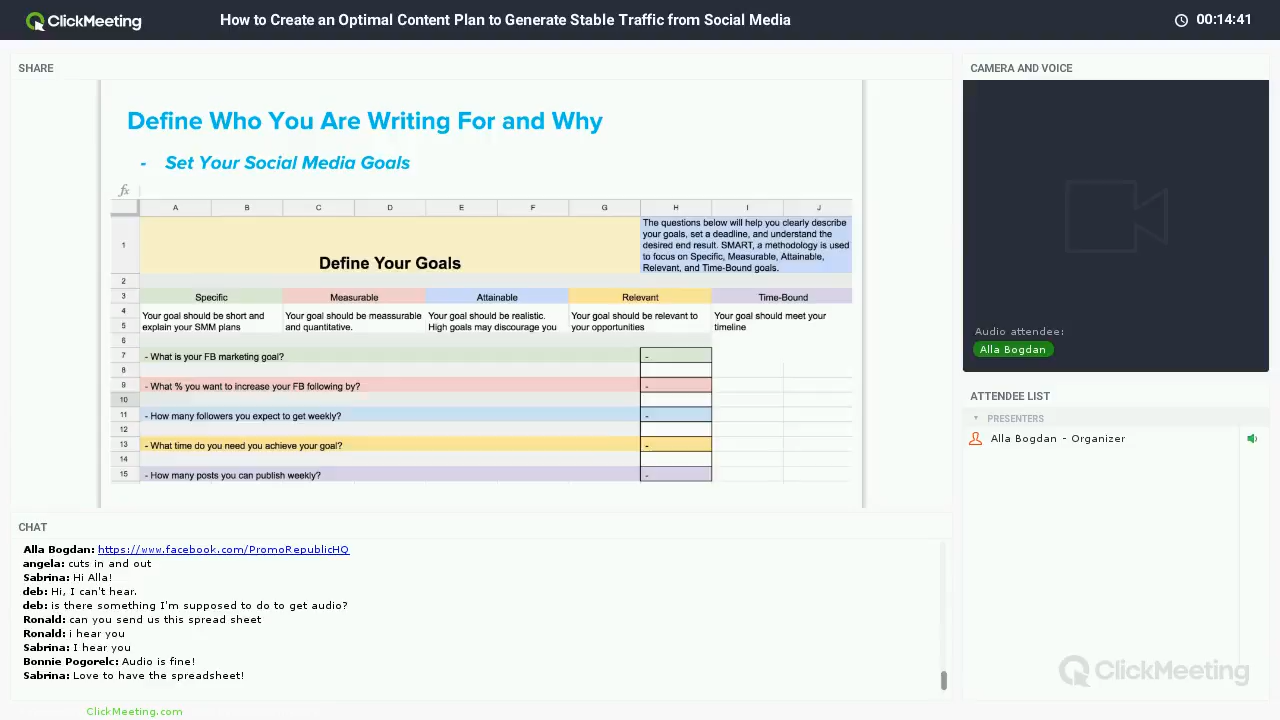 ClickMeeting
How to Create an Optimal Content Plan to Generate Stable Traffic from Social Media
00:14:41
SHARE
Define Who You Are Writing For and Why
- Set Your Social Media Goals
fx
A B C D E F G H I J
1
Define Your Goals
The questions below will help you clearly describe
your goals, set a deadline, and understand the
desired end result. SMART, a methodology is used
to focus on Specific, Measurable, Attainable,
Relevant, and Time-Bound goals.
2
3 Specific Measurable Attainable Relevant Time-Bound
4 Your goal should be short and Your goal should be meassurable Your goal should be realistic. Your goal should be relevant to Your goal should meet your
5 explain your SMM plans and quantitative. High goals may discourage you your opportunities timeline
6
7 - What is your FB marketing goal? -
8
9 - What % you want to increase your FB following by? -
10
11 - How many followers you expect to get weekly? -
12
13 - What time do you need you achieve your goal? -
14
15 - How many posts you can publish weekly? -
CHAT
Alla Bogdan: https://www.facebook.com/PromoRepublicHQ
angela: cuts in and out
Sabrina: Hi Alla!
deb: Hi, I can't hear.
deb: is there something I'm supposed to do to get audio?
Ronald: can you send us this spread sheet
Ronald: i hear you
Sabrina: I hear you
Bonnie Pogorelc: Audio is fine!
Sabrina: Love to have the spreadsheet!
ClickMeeting.com
CAMERA AND VOICE
Audio attendee:
Alla Bogdan
ATTENDEE LIST
PRESENTERS
Alla Bogdan - Organizer
ClickMeeting